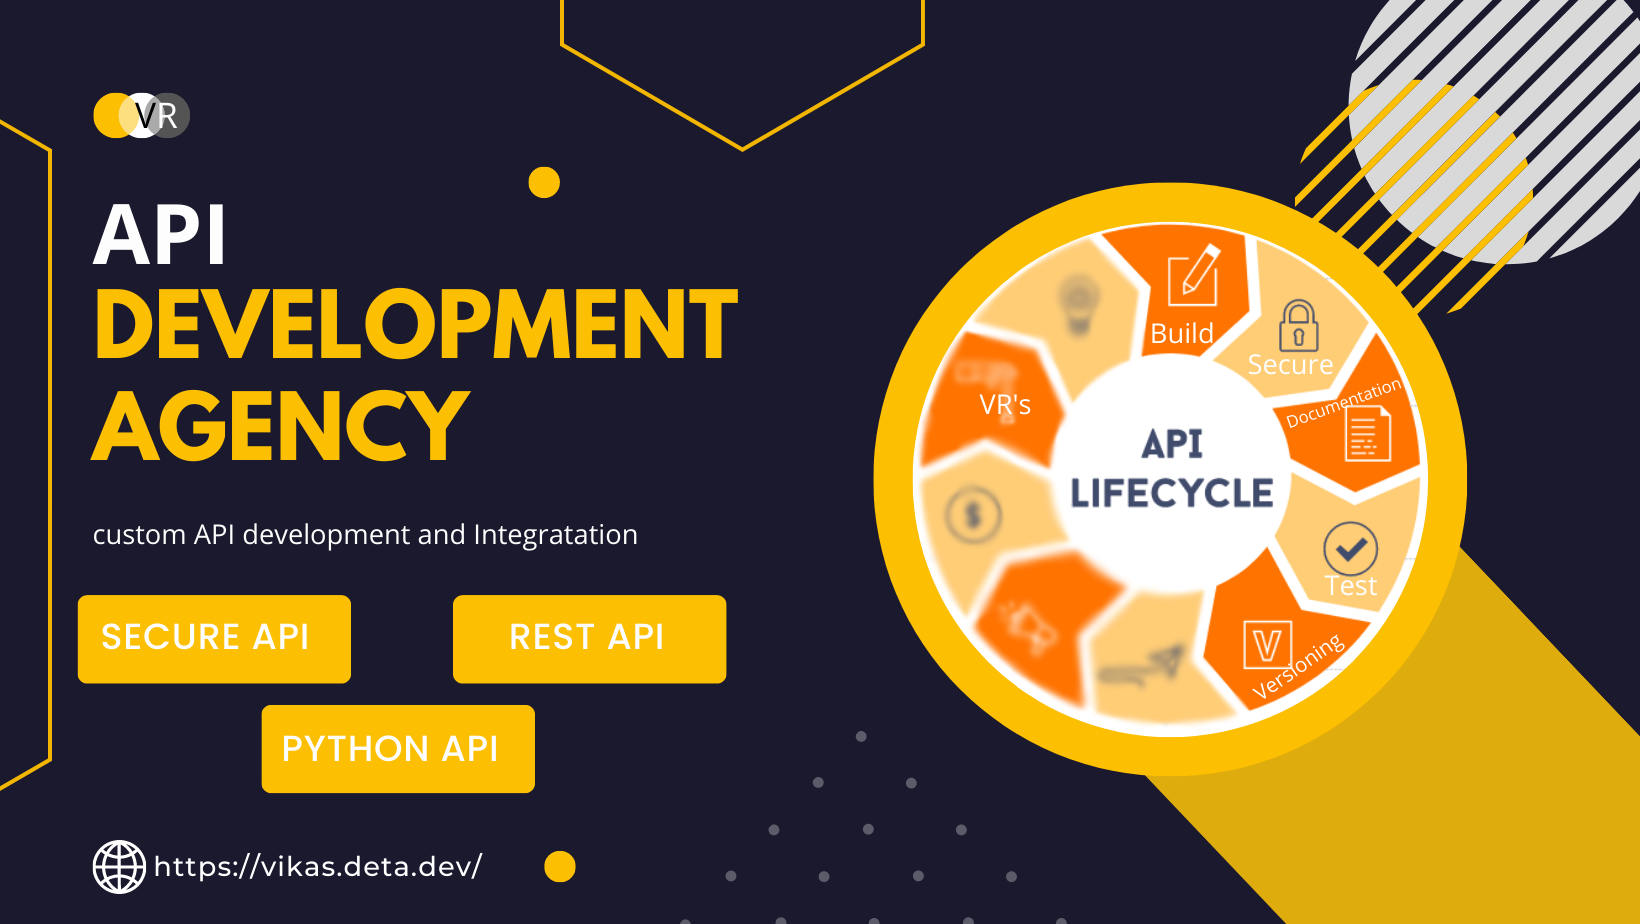 VR
API
DEVELOPMENT
AGENCY
custom API development and Integratation
SECURE API
REST API
PYTHON API
https://vikas.deta.dev/
Build
Secure
Documentation
Test
Versioning
VR's
API
LIFECYCLE
$
V